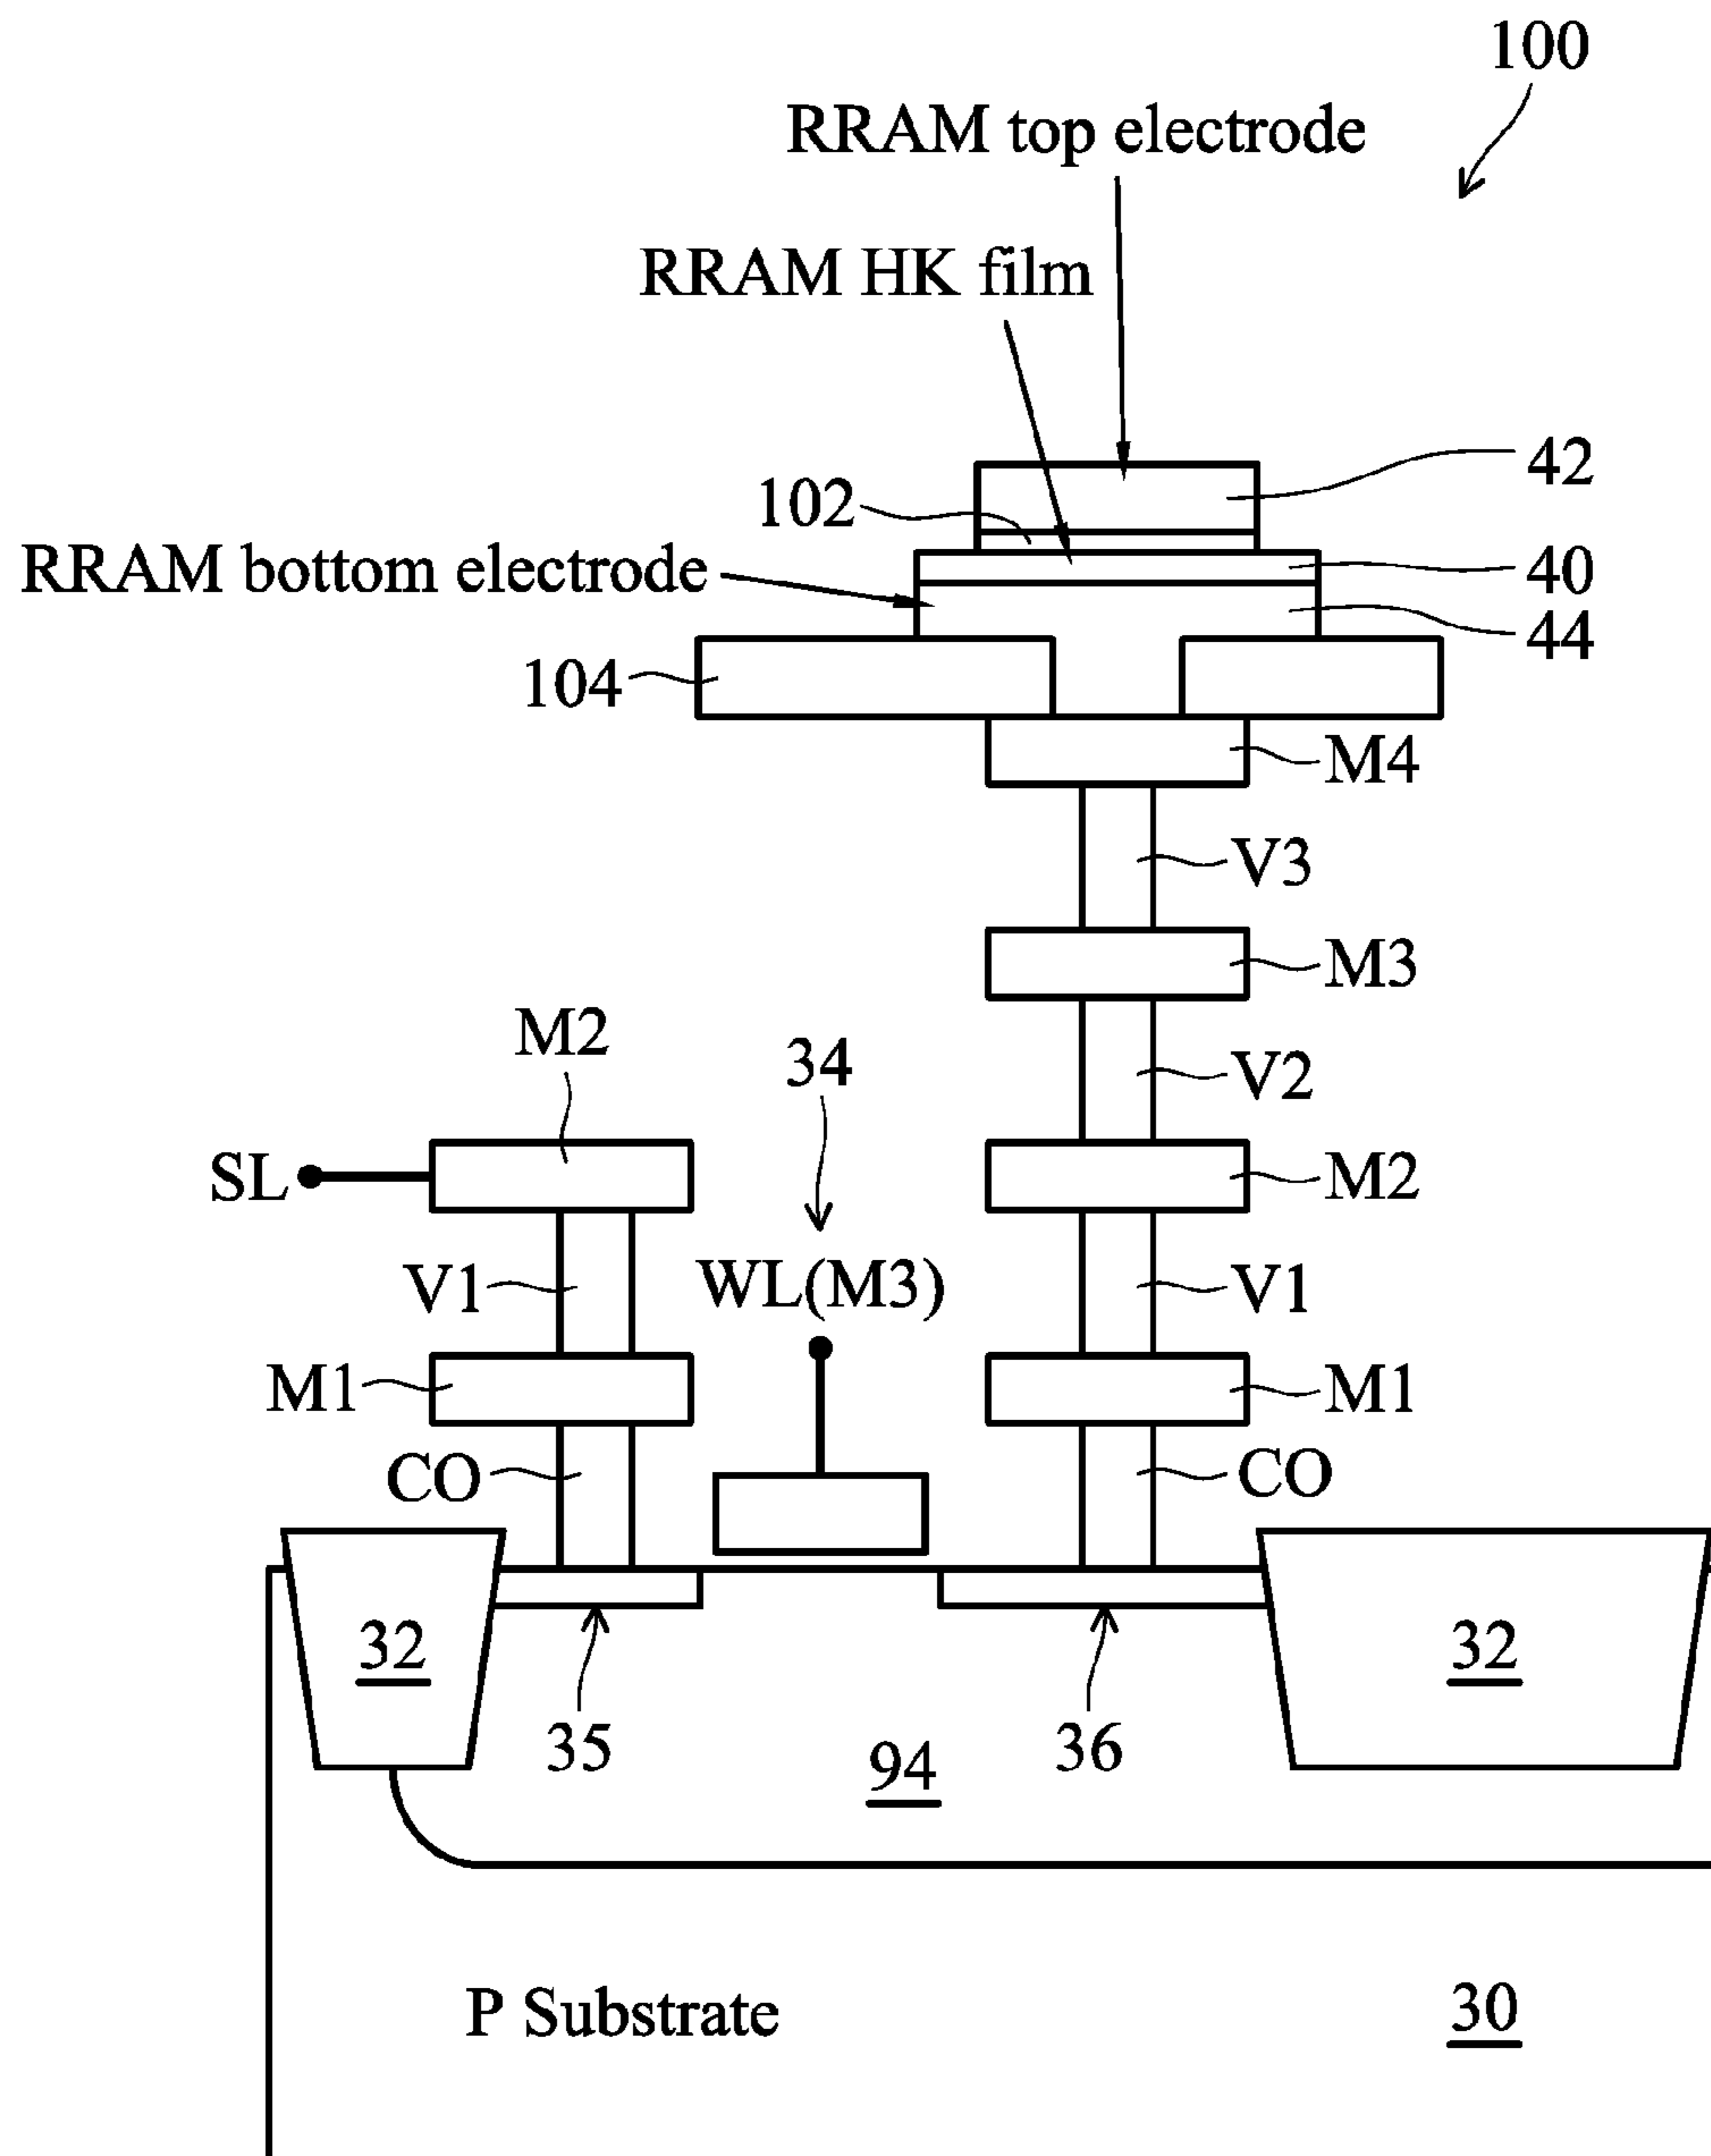 100
RRAM top electrode
RRAM HK film
42
102
RRAM bottom electrode
40
44
104
M4
V3
M3
M2
34
V2
SL
M2
V1
WL(M3)
V1
M1
M1
CO
CO
32
32
35
36
94
P Substrate
30